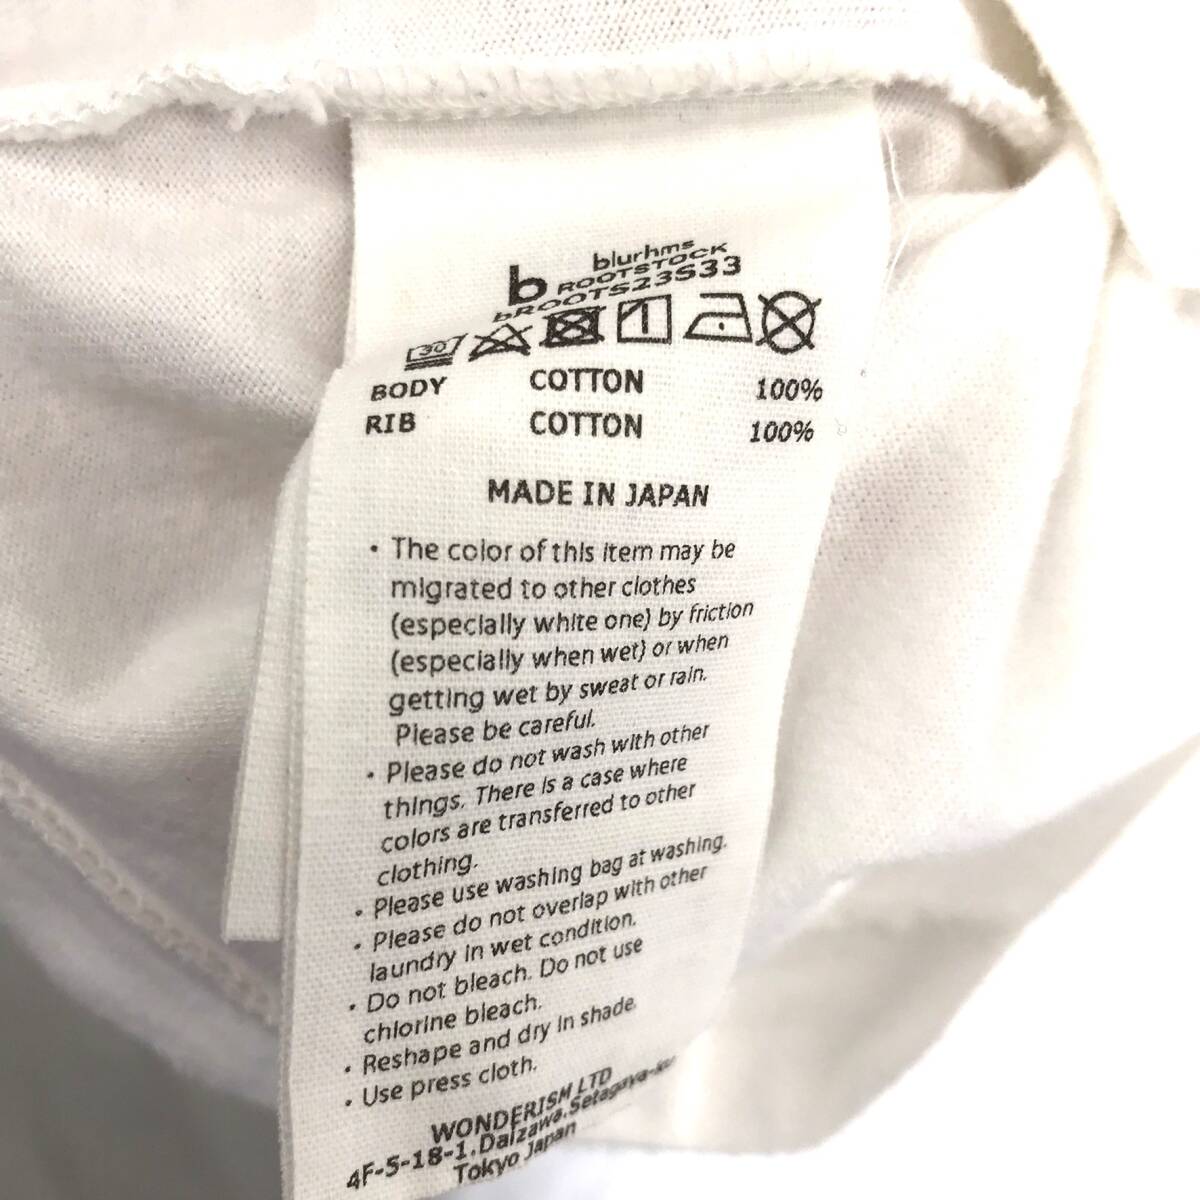 b blurhms
ROOTSTOCK
bROOTS23S33
30
BODY COTTON 100%
RIB COTTON 100%
MADE IN JAPAN
・The color of this item may be
migrated to other clothes
(especially white one) by friction
(especially when wet) or when
getting wet by sweat or rain.
Please be careful.
・Please do not wash with other
things. There is a case where
colors are transferred to other
clothing.
・Please use washing bag at washing.
・Please do not overlap with other
laundry in wet condition.
・Do not bleach. Do not use
chlorine bleach.
・Reshape and dry in shade.
・Use press cloth.
WONDERISM LTD
4F-5-18-1.Daizawa.Setagaya-ku
Tokyo Japan